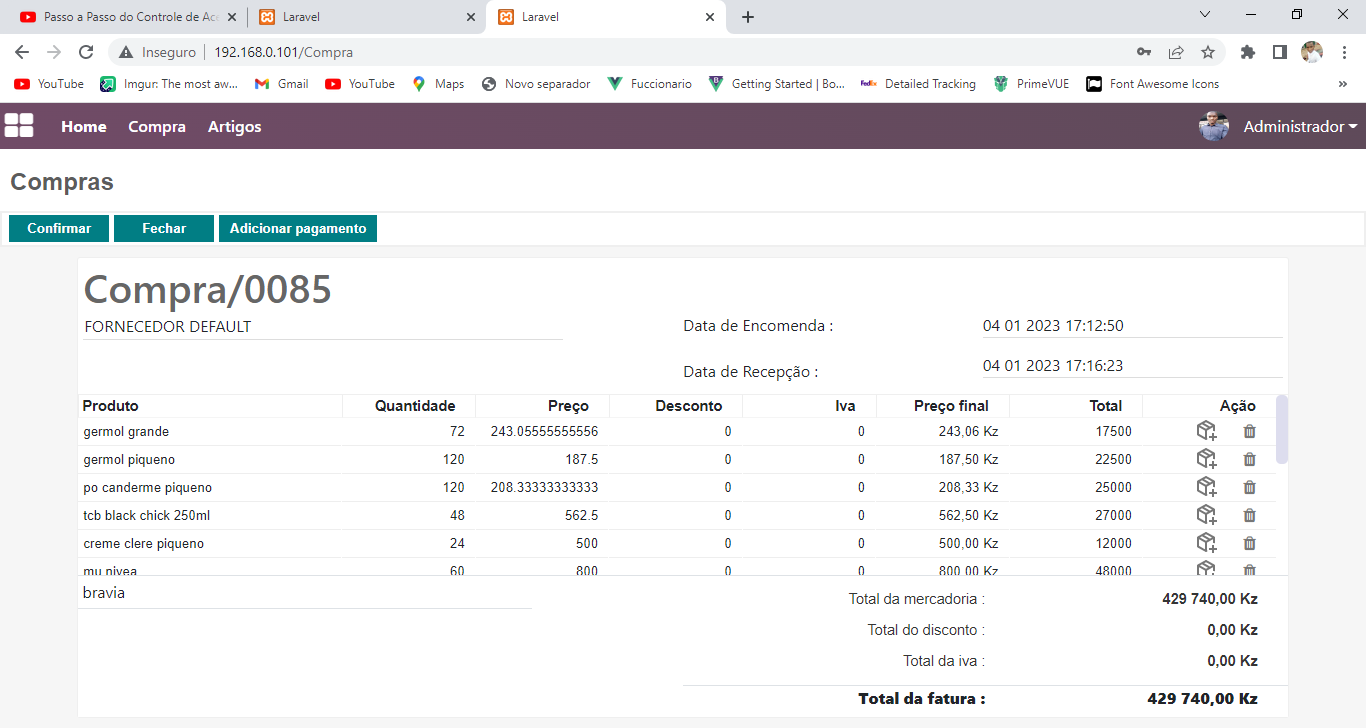 Passo a Passo do Controle de Ac
Laravel
Laravel
Inseguro 192.168.0.101/Compra
YouTube Imgur: The most aw... Gmail YouTube Maps Novo separador Fuccionario Getting Started | Bo... FedEx Detailed Tracking PrimeVUE Font Awesome Icons »
Home Compra Artigos Administrador
Compras
Confirmar Fechar Adicionar pagamento
Compra/0085
FORNECEDOR DEFAULT
Data de Encomenda : 04 01 2023 17:12:50
Data de Recepção : 04 01 2023 17:16:23
Produto Quantidade Preço Desconto Iva Preço final Total Ação
germol grande 72 243.05555555556 0 0 243,06 Kz 17500
germol piqueno 120 187.5 0 0 187,50 Kz 22500
po canderme piqueno 120 208.33333333333 0 0 208,33 Kz 25000
tcb black chick 250ml 48 562.5 0 0 562,50 Kz 27000
creme clere piqueno 24 500 0 0 500,00 Kz 12000
mu nivea 60 800 0 0 800,00 Kz 48000
bravia
Total da mercadoria : 429 740,00 Kz
Total do disconto : 0,00 Kz
Total da iva : 0,00 Kz
Total da fatura : 429 740,00 Kz